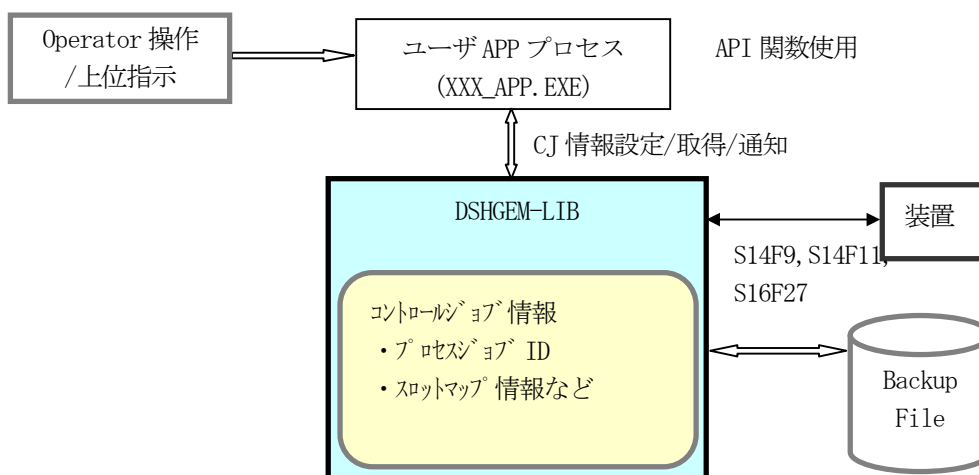 Operator 操作
/上位指示
ユーザ APP プロセス
(XXX_APP.EXE)
API 関数使用
CJ 情報設定/取得/通知
DSHGEM-LIB
装置
S14F9,S14F11,
S16F27
コントロールジョブ情報
・プロセスジョブ ID
・スロットマップ情報など
Backup
File